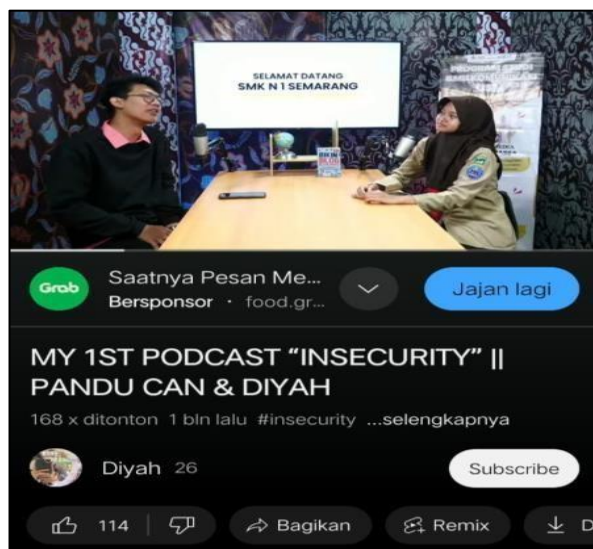 SELAMAT DATANG
SMK N 1 SEMARANG
Grab
Saatnya Pesan Me...
Bersponsor · food.gr...
Jajan lagi
MY 1ST PODCAST “INSECURITY” ||
PANDU CAN & DIYAH
168 x ditonton 1 bln lalu #insecurity ...selengkapnya
Diyah 26
Subscribe
114
Bagikan
Remix
D